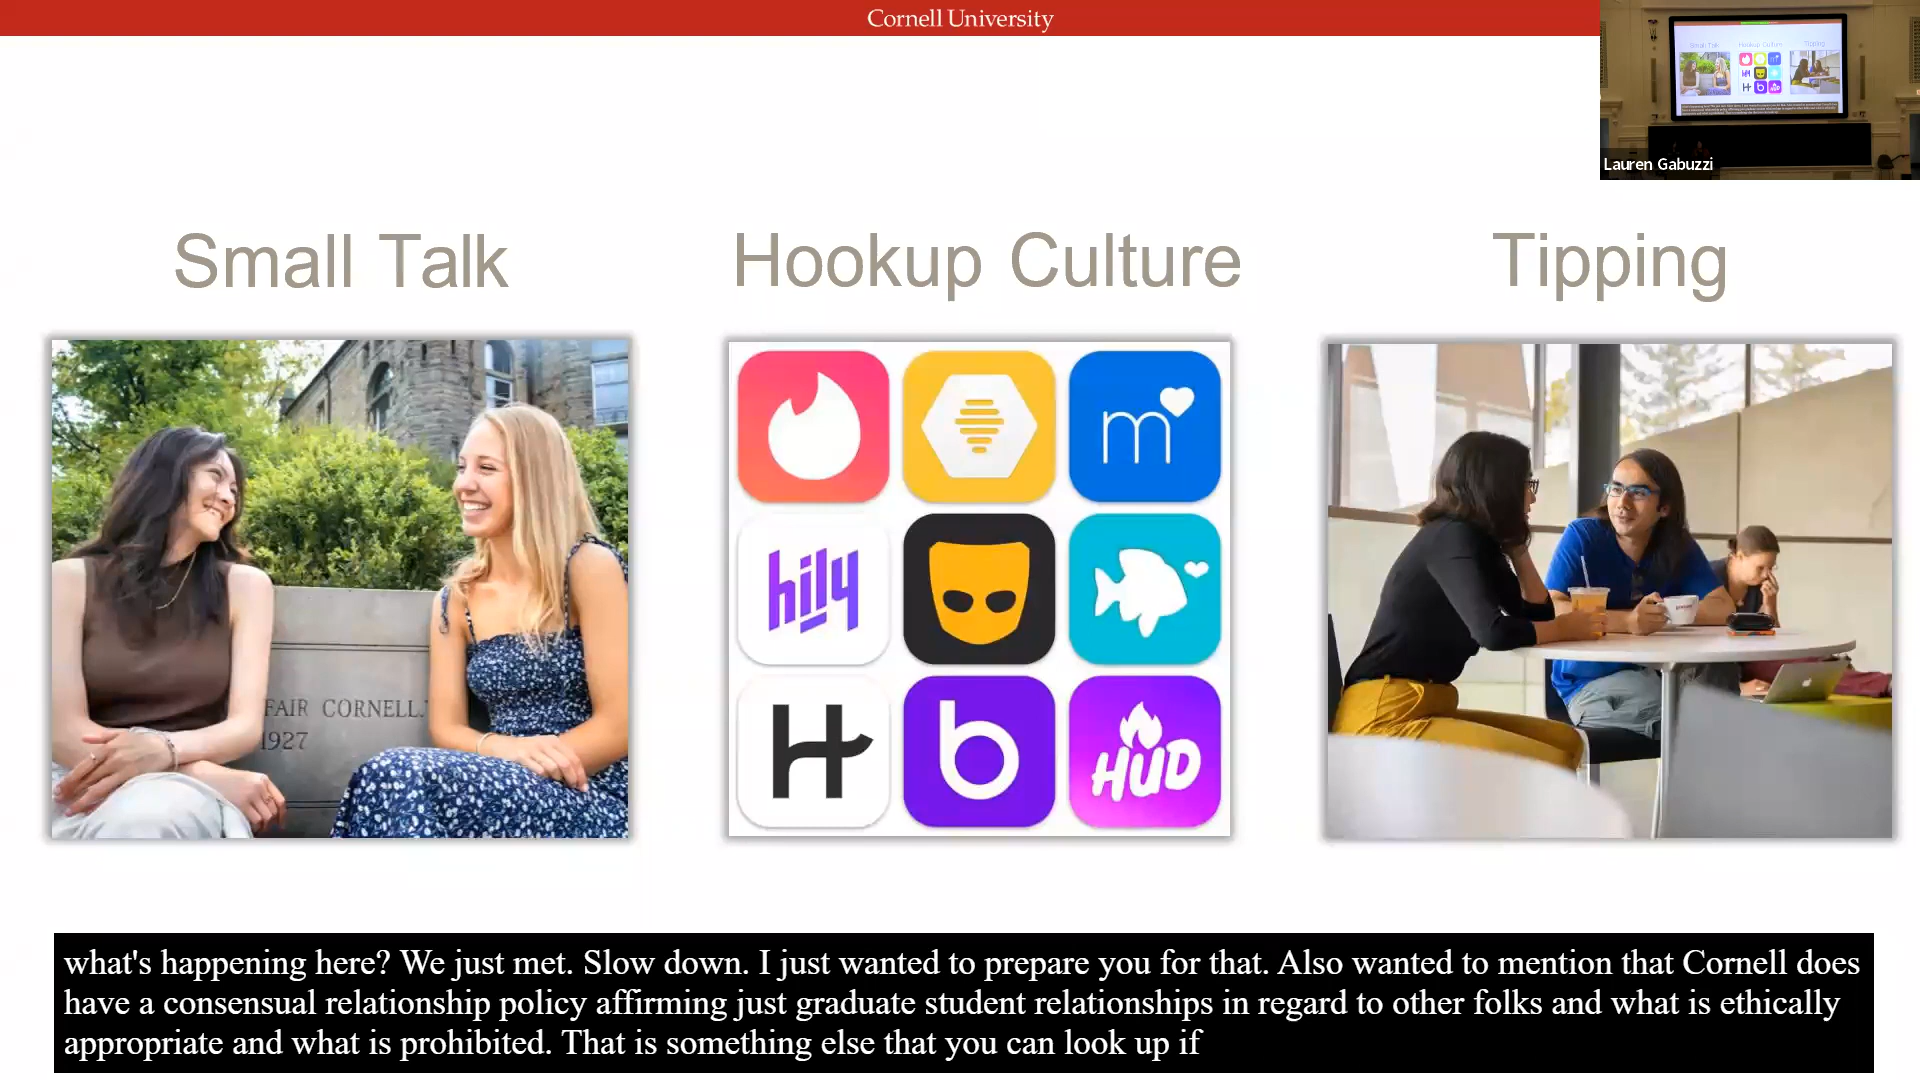 Cornell University
Lauren Gabuzzi
Small Talk
Hookup Culture
Tipping
FAIR CORNELL
1927
m
hily
H
b
HUD
what's happening here? We just met. Slow down. I just wanted to prepare you for that. Also wanted to mention that Cornell does
have a consensual relationship policy affirming just graduate student relationships in regard to other folks and what is ethically
appropriate and what is prohibited. That is something else that you can look up if